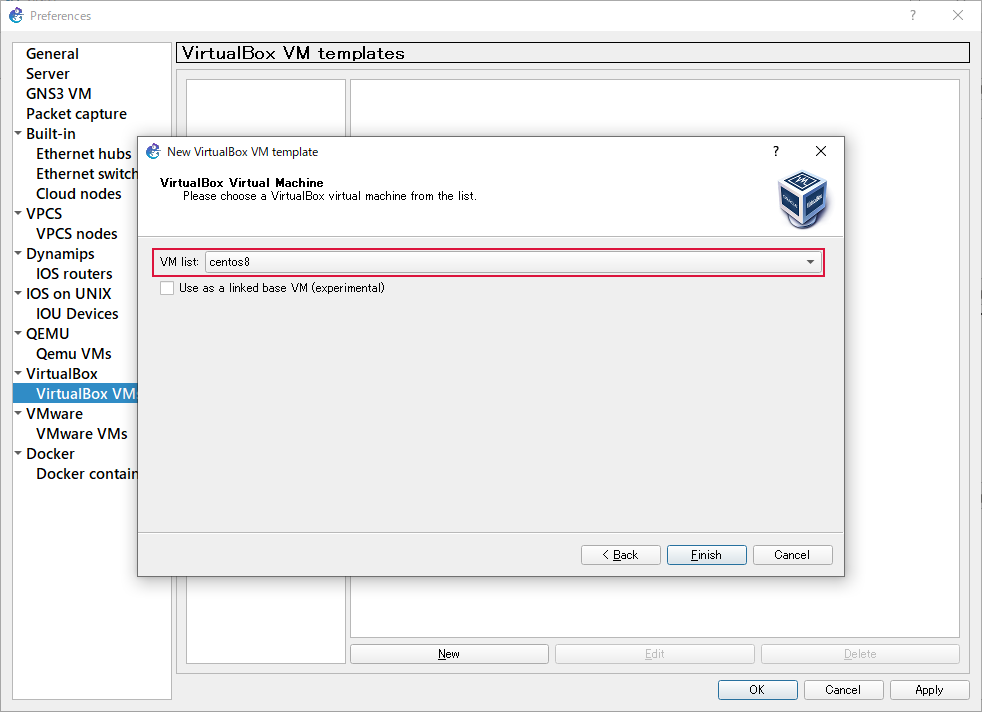 Preferences
General
Server
GNS3 VM
Packet capture
Built-in
Ethernet hubs
Ethernet switch
Cloud nodes
VPCS
VPCS nodes
Dynamips
IOS routers
IOS on UNIX
IOU Devices
QEMU
Qemu VMs
VirtualBox
VirtualBox VMs
VMware
VMware VMs
Docker
Docker contain
VirtualBox VM templates
New VirtualBox VM template
VirtualBox Virtual Machine
Please choose a VirtualBox virtual machine from the list.
VM list: centos8
Use as a linked base VM (experimental)
< Back Finish Cancel
New Edit Delete
OK Cancel Apply